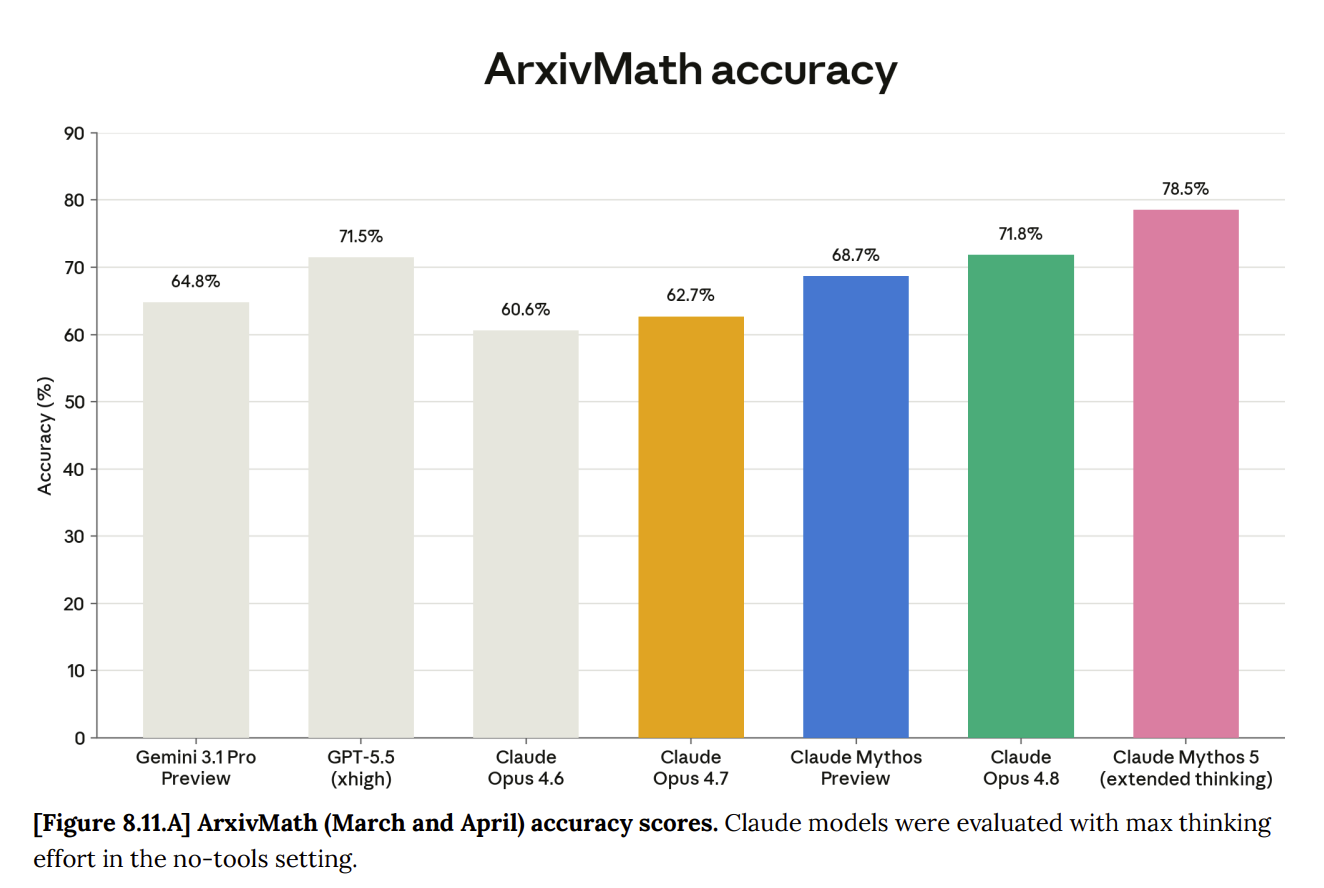 ArxivMath accuracy
90
80
70
60
50
40
30
20
10
0
Accuracy (%)
64.8%
71.5%
60.6%
62.7%
68.7%
71.8%
78.5%
Gemini 3.1 Pro
Preview
GPT-5.5
(xhigh)
Claude
Opus 4.6
Claude
Opus 4.7
Claude Mythos
Preview
Claude
Opus 4.8
Claude Mythos 5
(extended thinking)
[Figure 8.11.A] ArxivMath (March and April) accuracy scores. Claude models were evaluated with max thinking
effort in the no-tools setting.